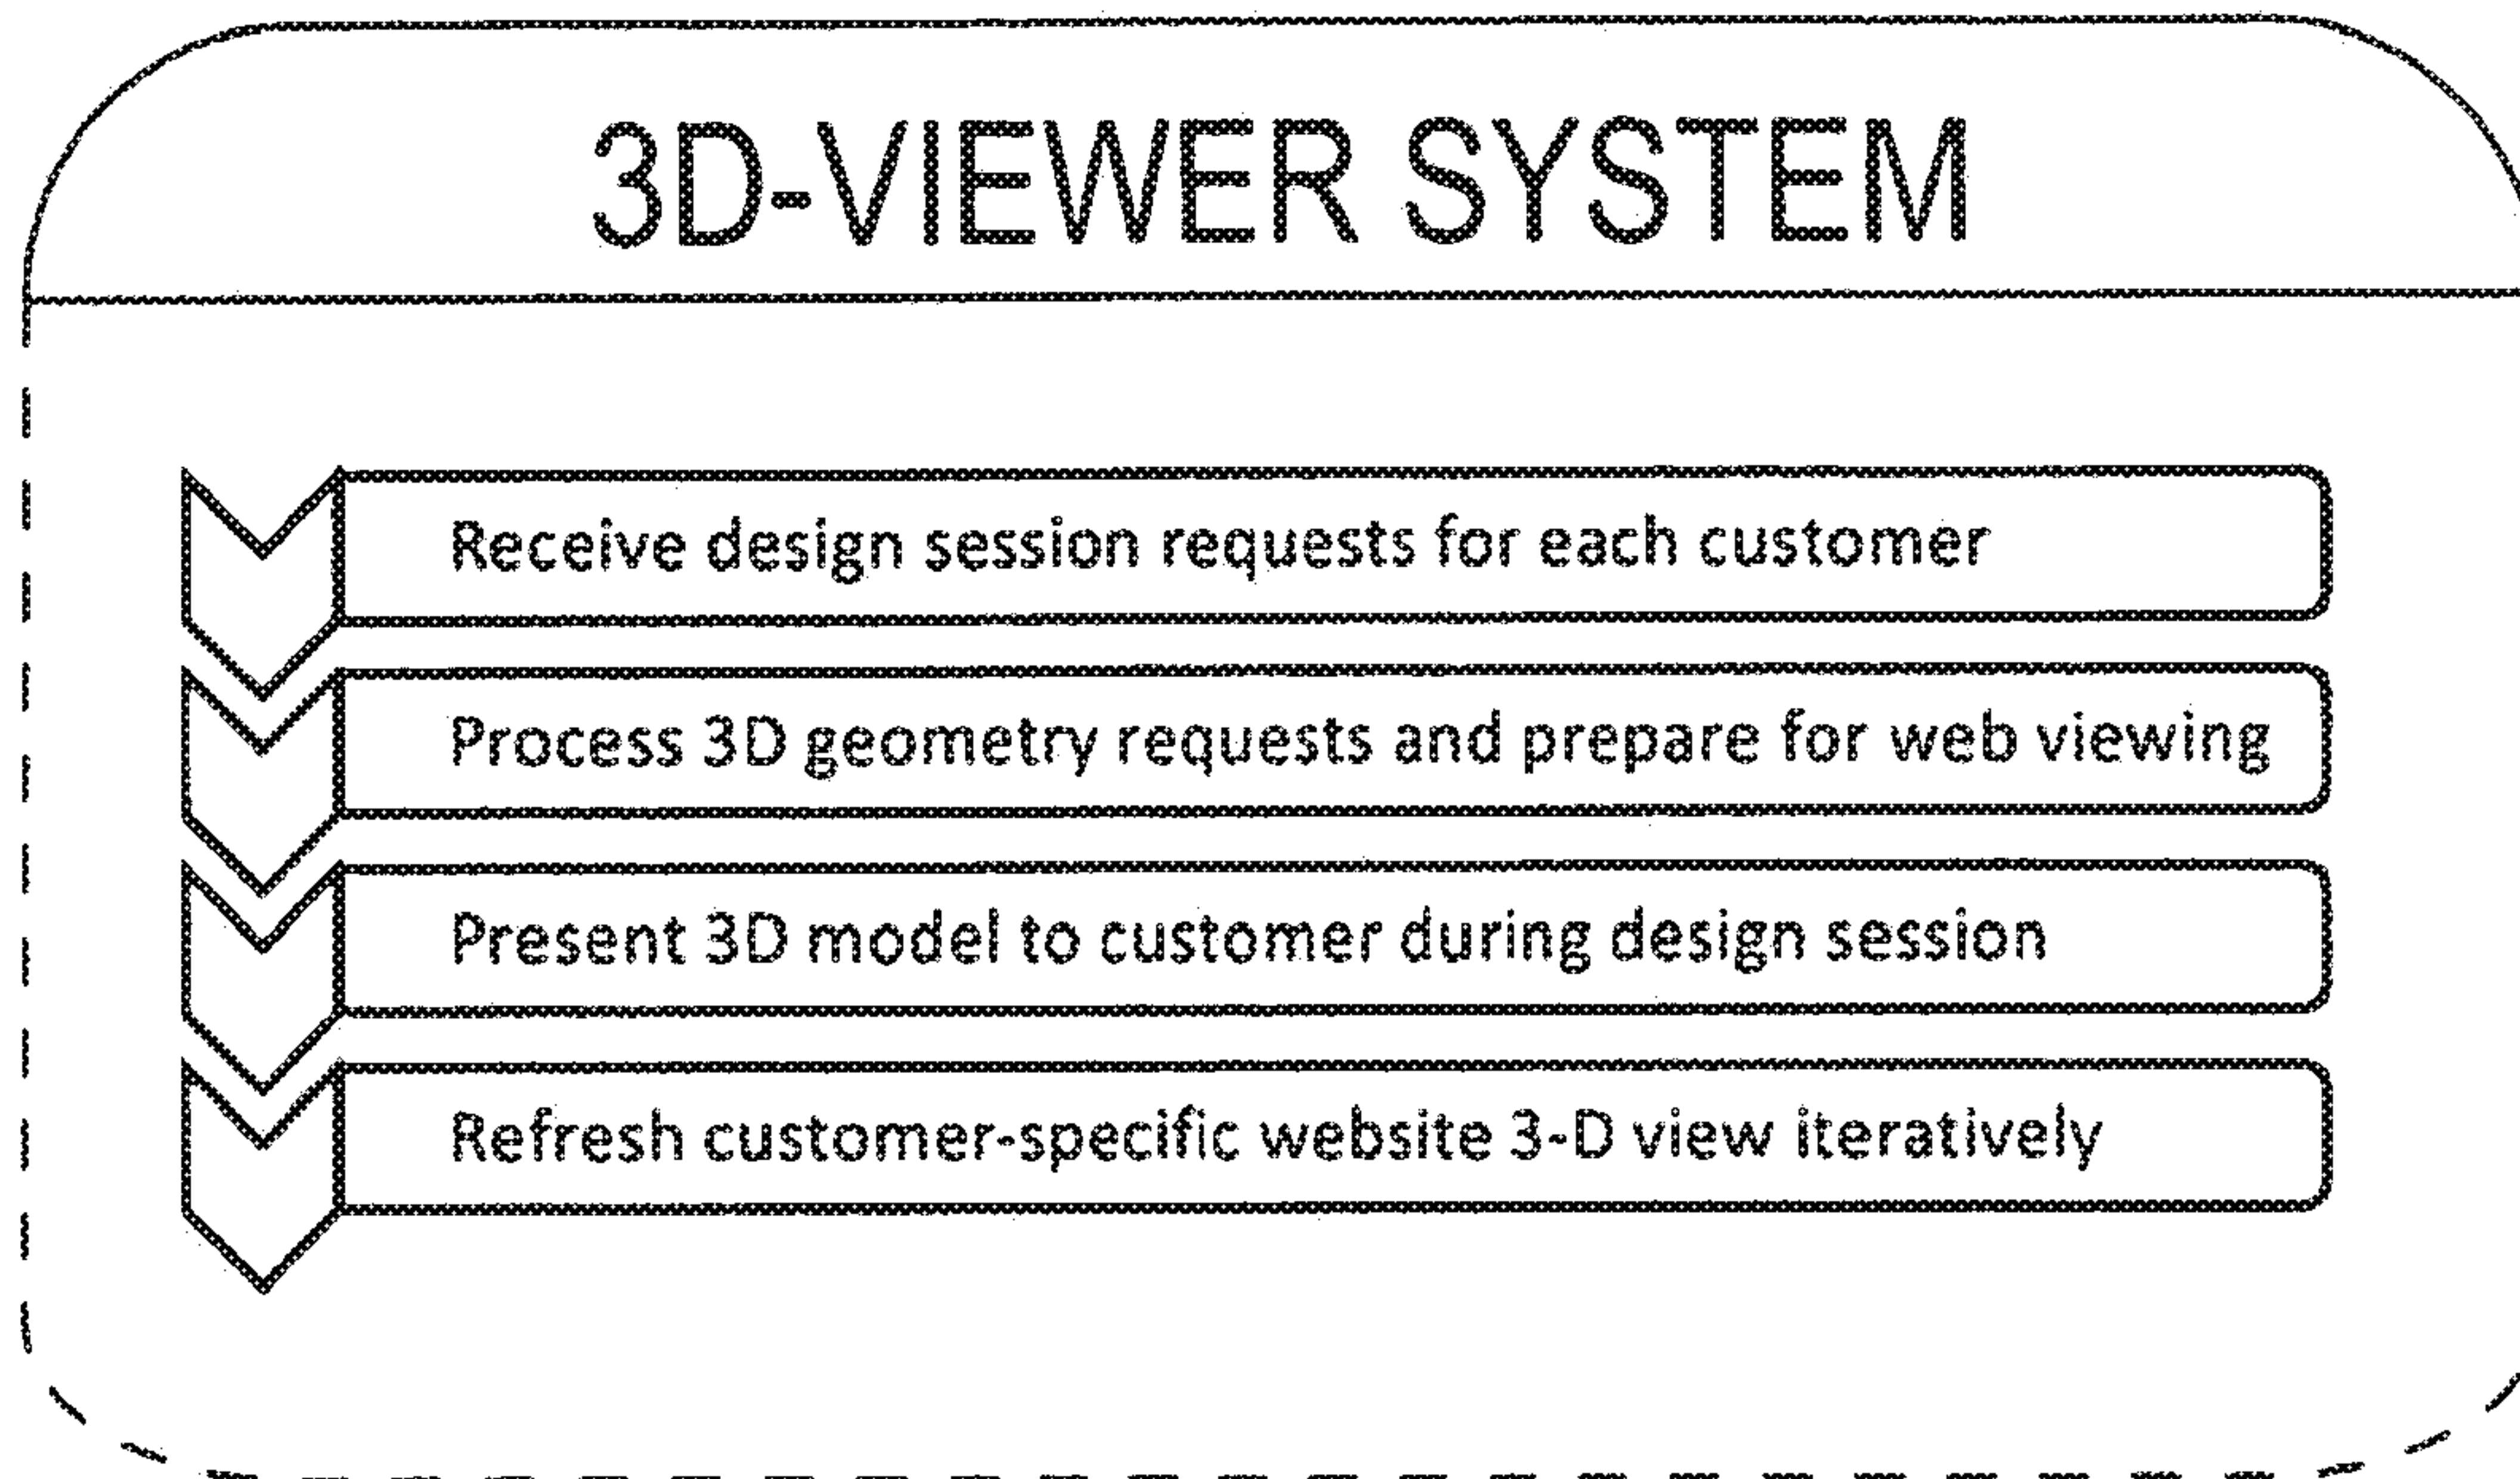 3D-VIEWER SYSTEM
Receive design session requests for each customer
Process 3D geometry requests and prepare for web viewing
Present 3D model to customer during design session
Refresh customer-specific website 3-D view iteratively